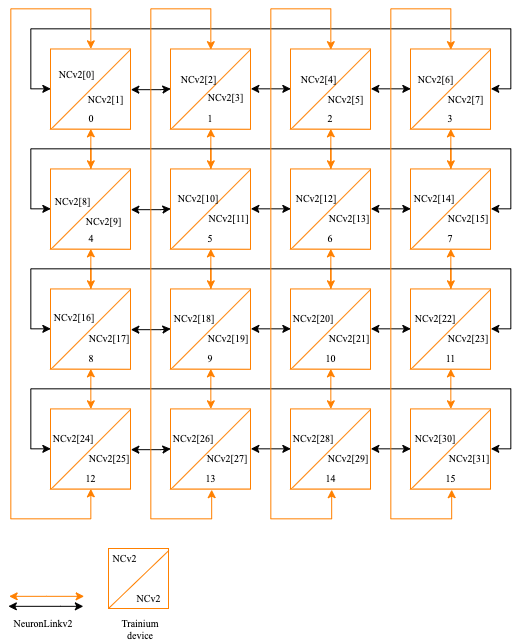 NCv2[0]
NCv2[1]
0
NCv2[2]
NCv2[3]
1
NCv2[4]
NCv2[5]
2
NCv2[6]
NCv2[7]
3
NCv2[8]
NCv2[9]
4
NCv2[10]
NCv2[11]
5
NCv2[12]
NCv2[13]
6
NCv2[14]
NCv2[15]
7
NCv2[16]
NCv2[17]
8
NCv2[18]
NCv2[19]
9
NCv2[20]
NCv2[21]
10
NCv2[22]
NCv2[23]
11
NCv2[24]
NCv2[25]
12
NCv2[26]
NCv2[27]
13
NCv2[28]
NCv2[29]
14
NCv2[30]
NCv2[31]
15
NeuronLinkv2
NCv2
NCv2
Trainium
device